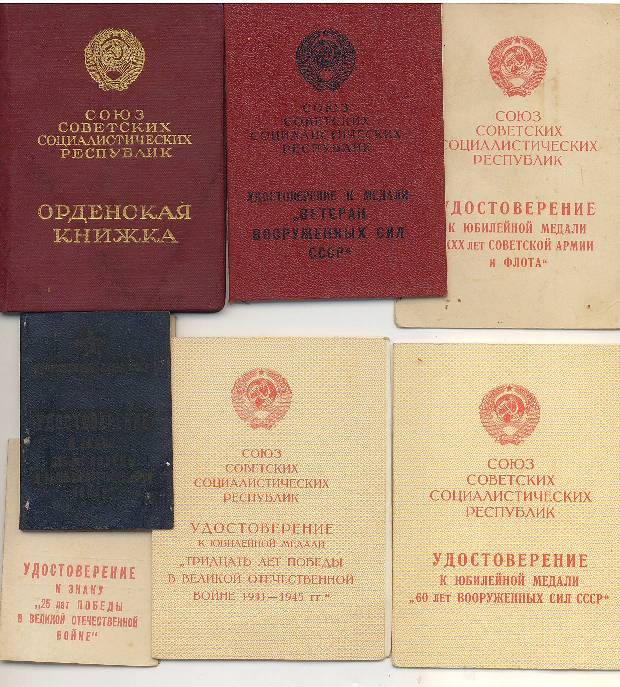 СОЮЗ
СОВЕТСКИХ
СОЦИАЛИСТИЧЕСКИХ
РЕСПУБЛИК
ОРДЕНСКАЯ
КНИЖКА
СОЮЗ
СОВЕТСКИХ
СОЦИАЛИСТИЧЕСКИХ
РЕСПУБЛИК
УДОСТОВЕРЕНИЕ К МЕДАЛИ
„ВЕТЕРАН
ВООРУЖЕННЫХ СИЛ
СССР“
СОЮЗ
СОВЕТСКИХ
СОЦИАЛИСТИЧЕСКИХ
РЕСПУБЛИК
УДОСТОВЕРЕНИЕ
К ЮБИЛЕЙНОЙ МЕДАЛИ
XXX ЛЕТ СОВЕТСКОЙ АРМИИ
И ФЛОТА“
УДОСТОВЕРЕНИЕ
К ЗНАКУ
„25 лет ПОБЕДЫ
В ВЕЛИКОЙ ОТЕЧЕСТВЕННОЙ
ВОЙНЕ“
СОЮЗ
СОВЕТСКИХ
СОЦИАЛИСТИЧЕСКИХ
РЕСПУБЛИК
УДОСТОВЕРЕНИЕ
К ЮБИЛЕЙНОЙ МЕДАЛИ
„ТРИДЦАТЬ ЛЕТ ПОБЕДЫ
В ВЕЛИКОЙ ОТЕЧЕСТВЕННОЙ
ВОЙНЕ 1941—1945 гг.“
СОЮЗ
СОВЕТСКИХ
СОЦИАЛИСТИЧЕСКИХ
РЕСПУБЛИК
УДОСТОВЕРЕНИЕ
К ЮБИЛЕЙНОЙ МЕДАЛИ
„60 ЛЕТ ВООРУЖЕННЫХ СИЛ СССР“